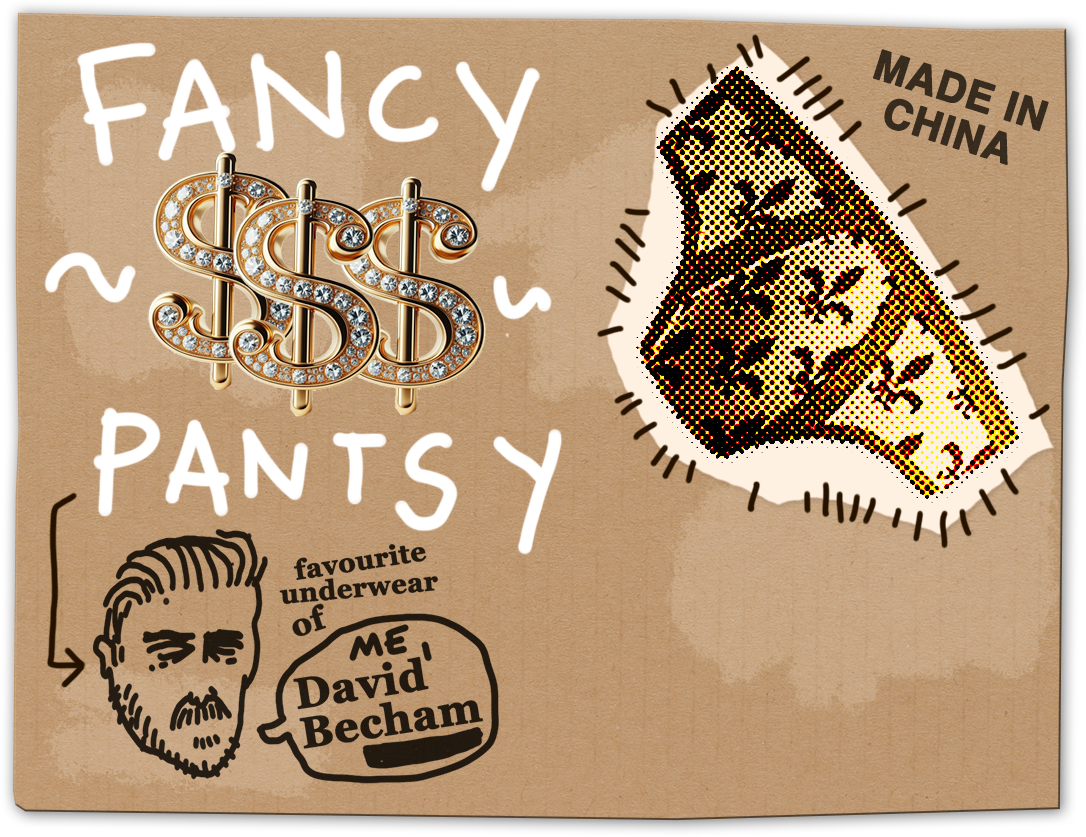 FANCY
$$$
PANTSY
MADE IN
CHINA
favourite
underwear
of
ME,
David
Becham